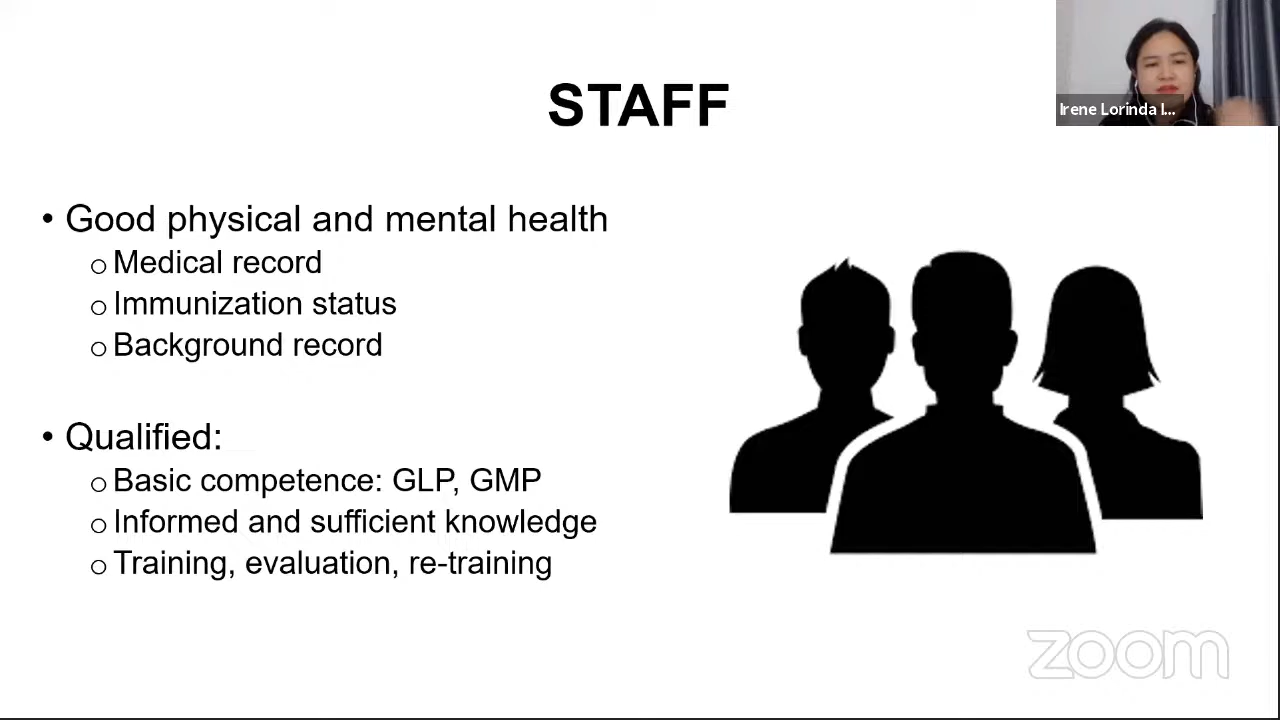 STAFF
Irene Lorinda I...
• Good physical and mental health
o Medical record
o Immunization status
o Background record
• Qualified:
o Basic competence: GLP, GMP
o Informed and sufficient knowledge
o Training, evaluation, re-training
zoom